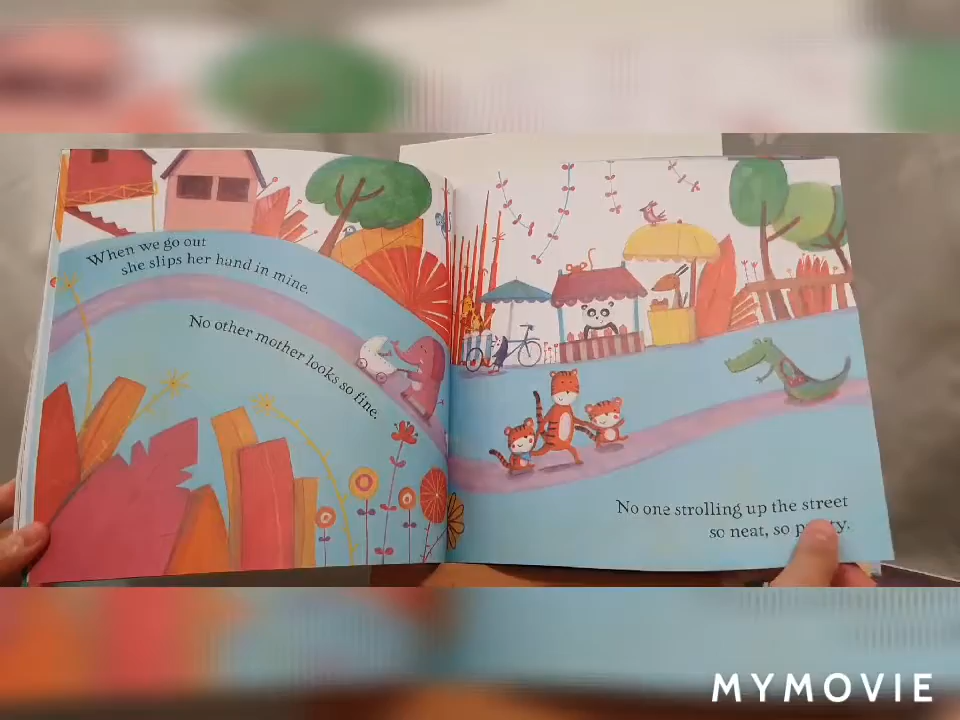 When we go out
she slips her hand in mine.
No other mother looks so fine.
No one strolling up the street
so neat, so
MYMOVIE